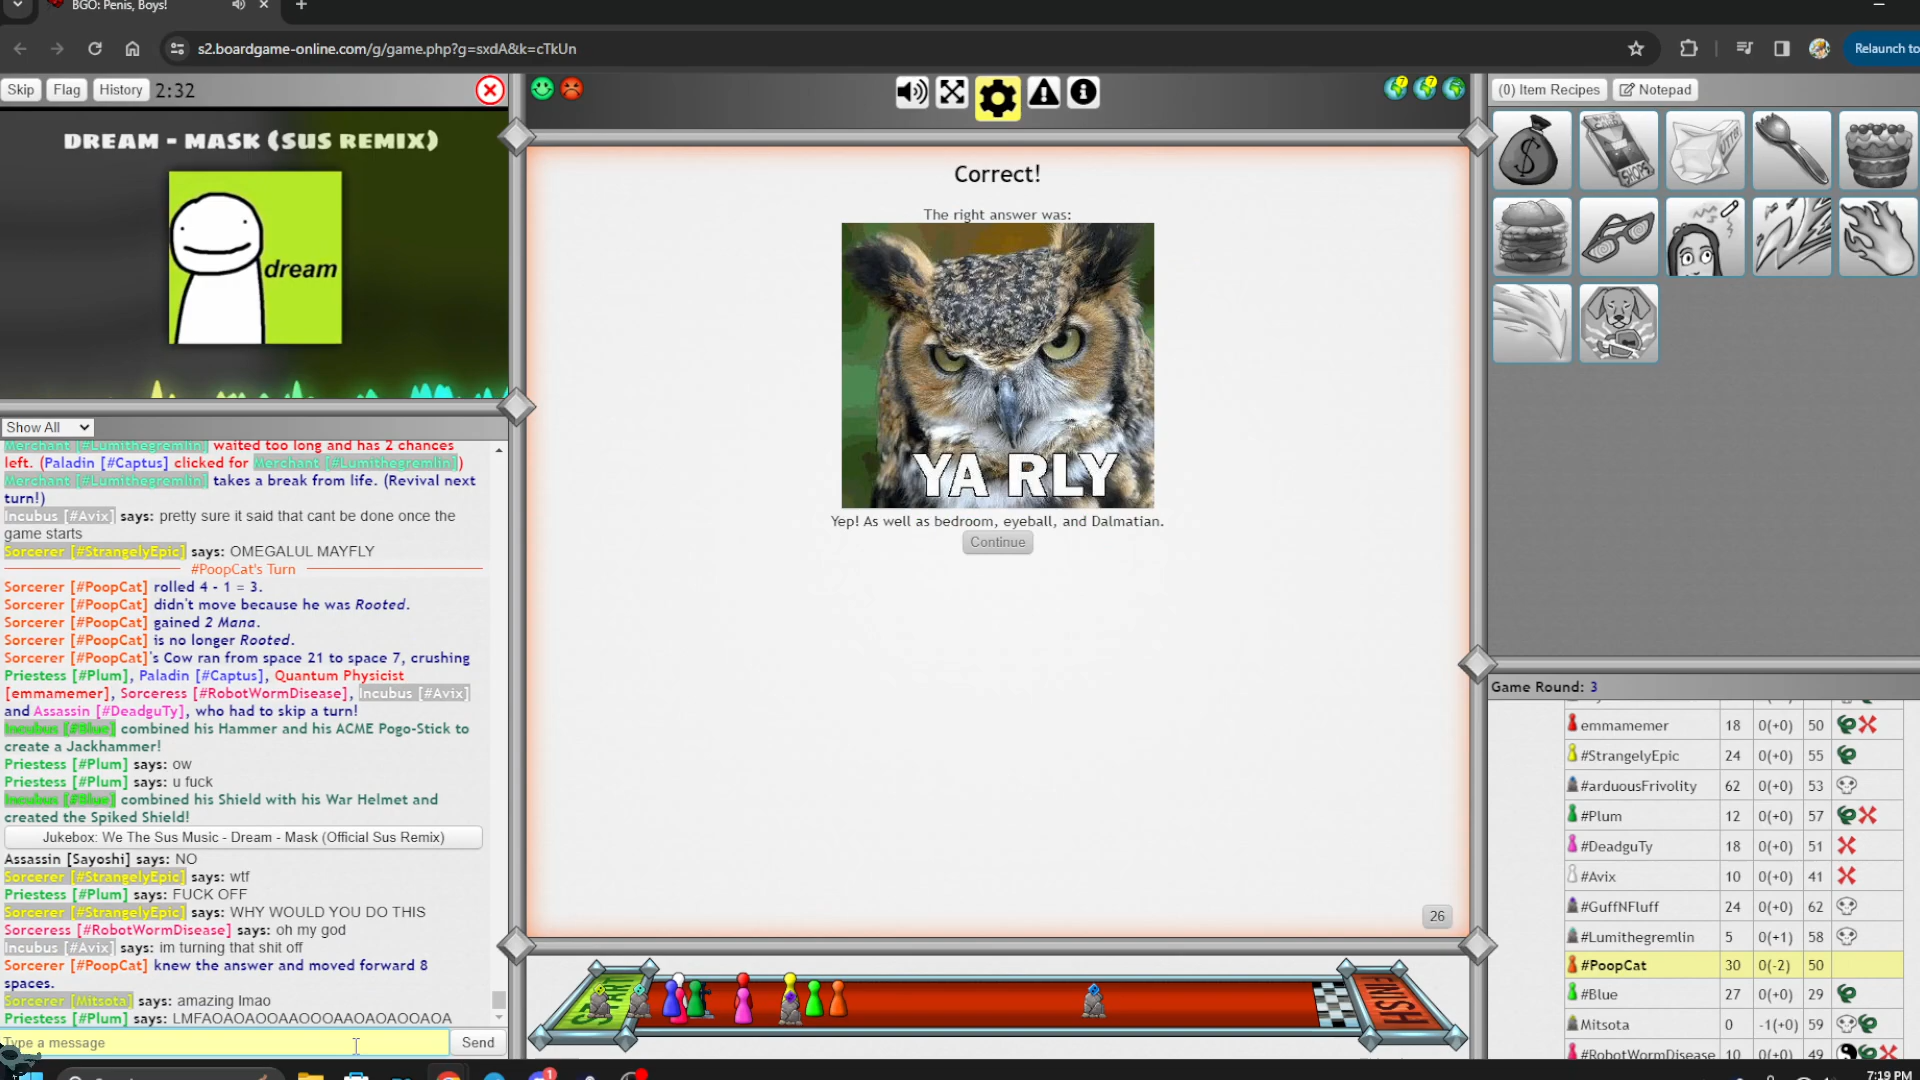 BGO: Penis, Boys!
s2.boardgame-online.com/g/game.php?g=sxdA&k=cTkUn
Relaunch to
Skip
Flag
History
2:32
DREAM - MASK (SUS REMIX)
dream
Show All
Merchant [#Lumithegremlin] waited too long and has 2 chances
left. (Paladin [#Captus] clicked for Merchant [#Lumithegremlin])
Merchant [#Lumithegremlin] takes a break from life. (Revival next
turn!)
Incubus [#Avix] says: pretty sure it said that cant be done once the
game starts
Sorcerer [#StrangelyEpic] says: OMEGALUL MAYFLY
#PoopCat's Turn
Sorcerer [#PoopCat] rolled 4 - 1 = 3.
Sorcerer [#PoopCat] didn't move because he was Rooted.
Sorcerer [#PoopCat] gained 2 Mana.
Sorcerer [#PoopCat] is no longer Rooted.
Sorcerer [#PoopCat]'s Cow ran from space 21 to space 7, crushing
Priestess [#Plum], Paladin [#Captus], Quantum Physicist
[emmamemer], Sorceress [#RobotWormDisease], Incubus [#Avix]
and Assassin [#DeadguTy], who had to skip a turn!
Incubus [#Blue] combined his Hammer and his ACME Pogo-Stick to
create a Jackhammer!
Priestess [#Plum] says: ow
Priestess [#Plum] says: u fuck
Incubus [#Blue] combined his Shield with his War Helmet and
created the Spiked Shield!
Jukebox: We The Sus Music - Dream - Mask (Official Sus Remix)
Assassin [Sayoshi] says: NO
Sorcerer [#StrangelyEpic] says: wtf
Priestess [#Plum] says: FUCK OFF
Sorcerer [#StrangelyEpic] says: WHY WOULD YOU DO THIS
Sorceress [#RobotWormDisease] says: oh my god
Incubus [#Avix] says: im turning that shit off
Sorcerer [#PoopCat] knew the answer and moved forward 8
spaces.
Sorcerer [Mitsota] says: amazing lmao
Priestess [#Plum] says: LMFAOAOAOOAAOOOAAOAOAOOAOA
Type a message
Send
7
7
Correct!
The right answer was:
YA RLY
Yep! As well as bedroom, eyeball, and Dalmatian.
Continue
26
START
FINISH
(0) Item Recipes
Notepad
Game Round: 3
emmamemer 18 0(+0) 50
#StrangelyEpic 24 0(+0) 55
#arduousFrivolity 62 0(+0) 53
#Plum 12 0(+0) 57
#DeadguTy 18 0(+0) 51
#Avix 10 0(+0) 41
#GuffNFluff 24 0(+0) 62
#Lumithegremlin 5 0(+1) 58
#PoopCat 30 0(-2) 50
#Blue 27 0(+0) 29
Mitsota 0 -1(+0) 59
#RobotWormDisease 10 0(+0) 49
1
7:19 PM